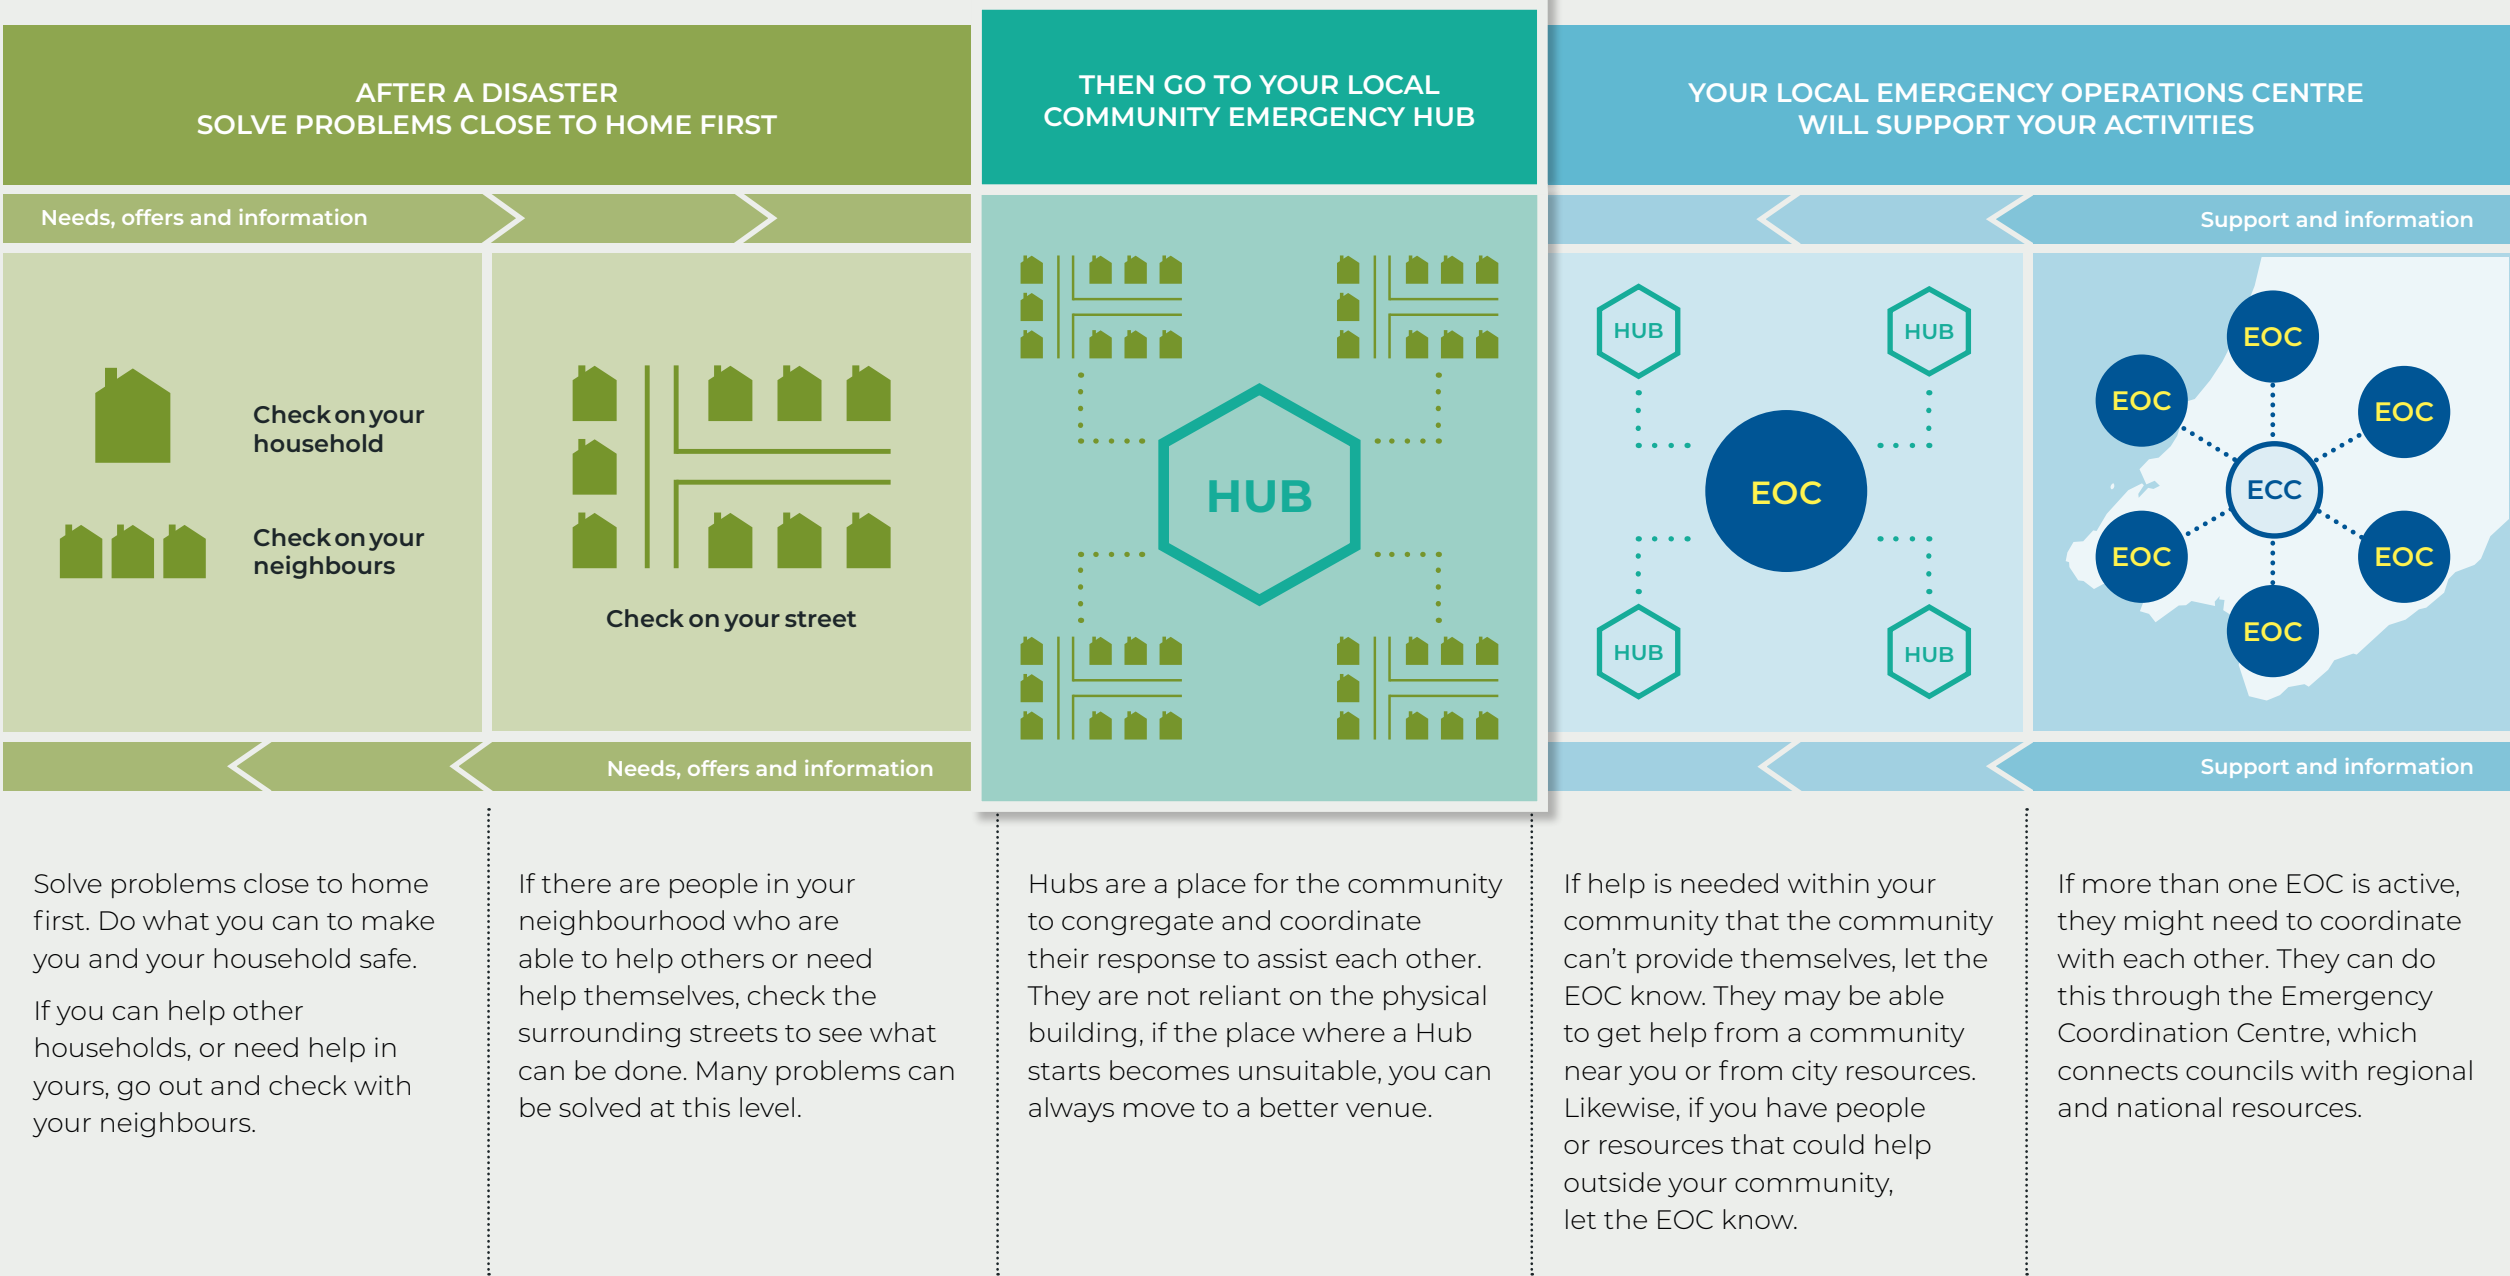 AFTER A DISASTER
SOLVE PROBLEMS CLOSE TO HOME FIRST
THEN GO TO YOUR LOCAL
COMMUNITY EMERGENCY HUB
YOUR LOCAL EMERGENCY OPERATIONS CENTRE
WILL SUPPORT YOUR ACTIVITIES
Needs, offers and information
Support and information
Check on your
household
Check on your
neighbours
Check on your street
HUB
HUB
HUB
EOC
HUB
HUB
EOC
EOC
EOC
ECC
EOC
EOC
EOC
Needs, offers and information
Support and information
Solve problems close to home
first. Do what you can to make
you and your household safe.
If you can help other
households, or need help in
yours, go out and check with
your neighbours.
If there are people in your
neighbourhood who are
able to help others or need
help themselves, check the
surrounding streets to see what
can be done. Many problems can
be solved at this level.
Hubs are a place for the community
to congregate and coordinate
their response to assist each other.
They are not reliant on the physical
building, if the place where a Hub
starts becomes unsuitable, you can
always move to a better venue.
If help is needed within your
community that the community
can't provide themselves, let the
EOC know. They may be able
to get help from a community
near you or from city resources.
Likewise, if you have people
or resources that could help
outside your community,
let the EOC know.
If more than one EOC is active,
they might need to coordinate
with each other. They can do
this through the Emergency
Coordination Centre, which
connects councils with regional
and national resources.